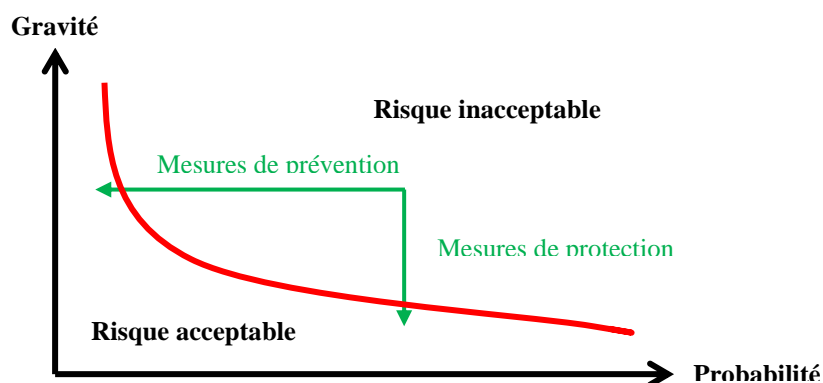 Gravité
Risque inacceptable
Mesures de prévention
Mesures de protection
Risque acceptable
Probabilité